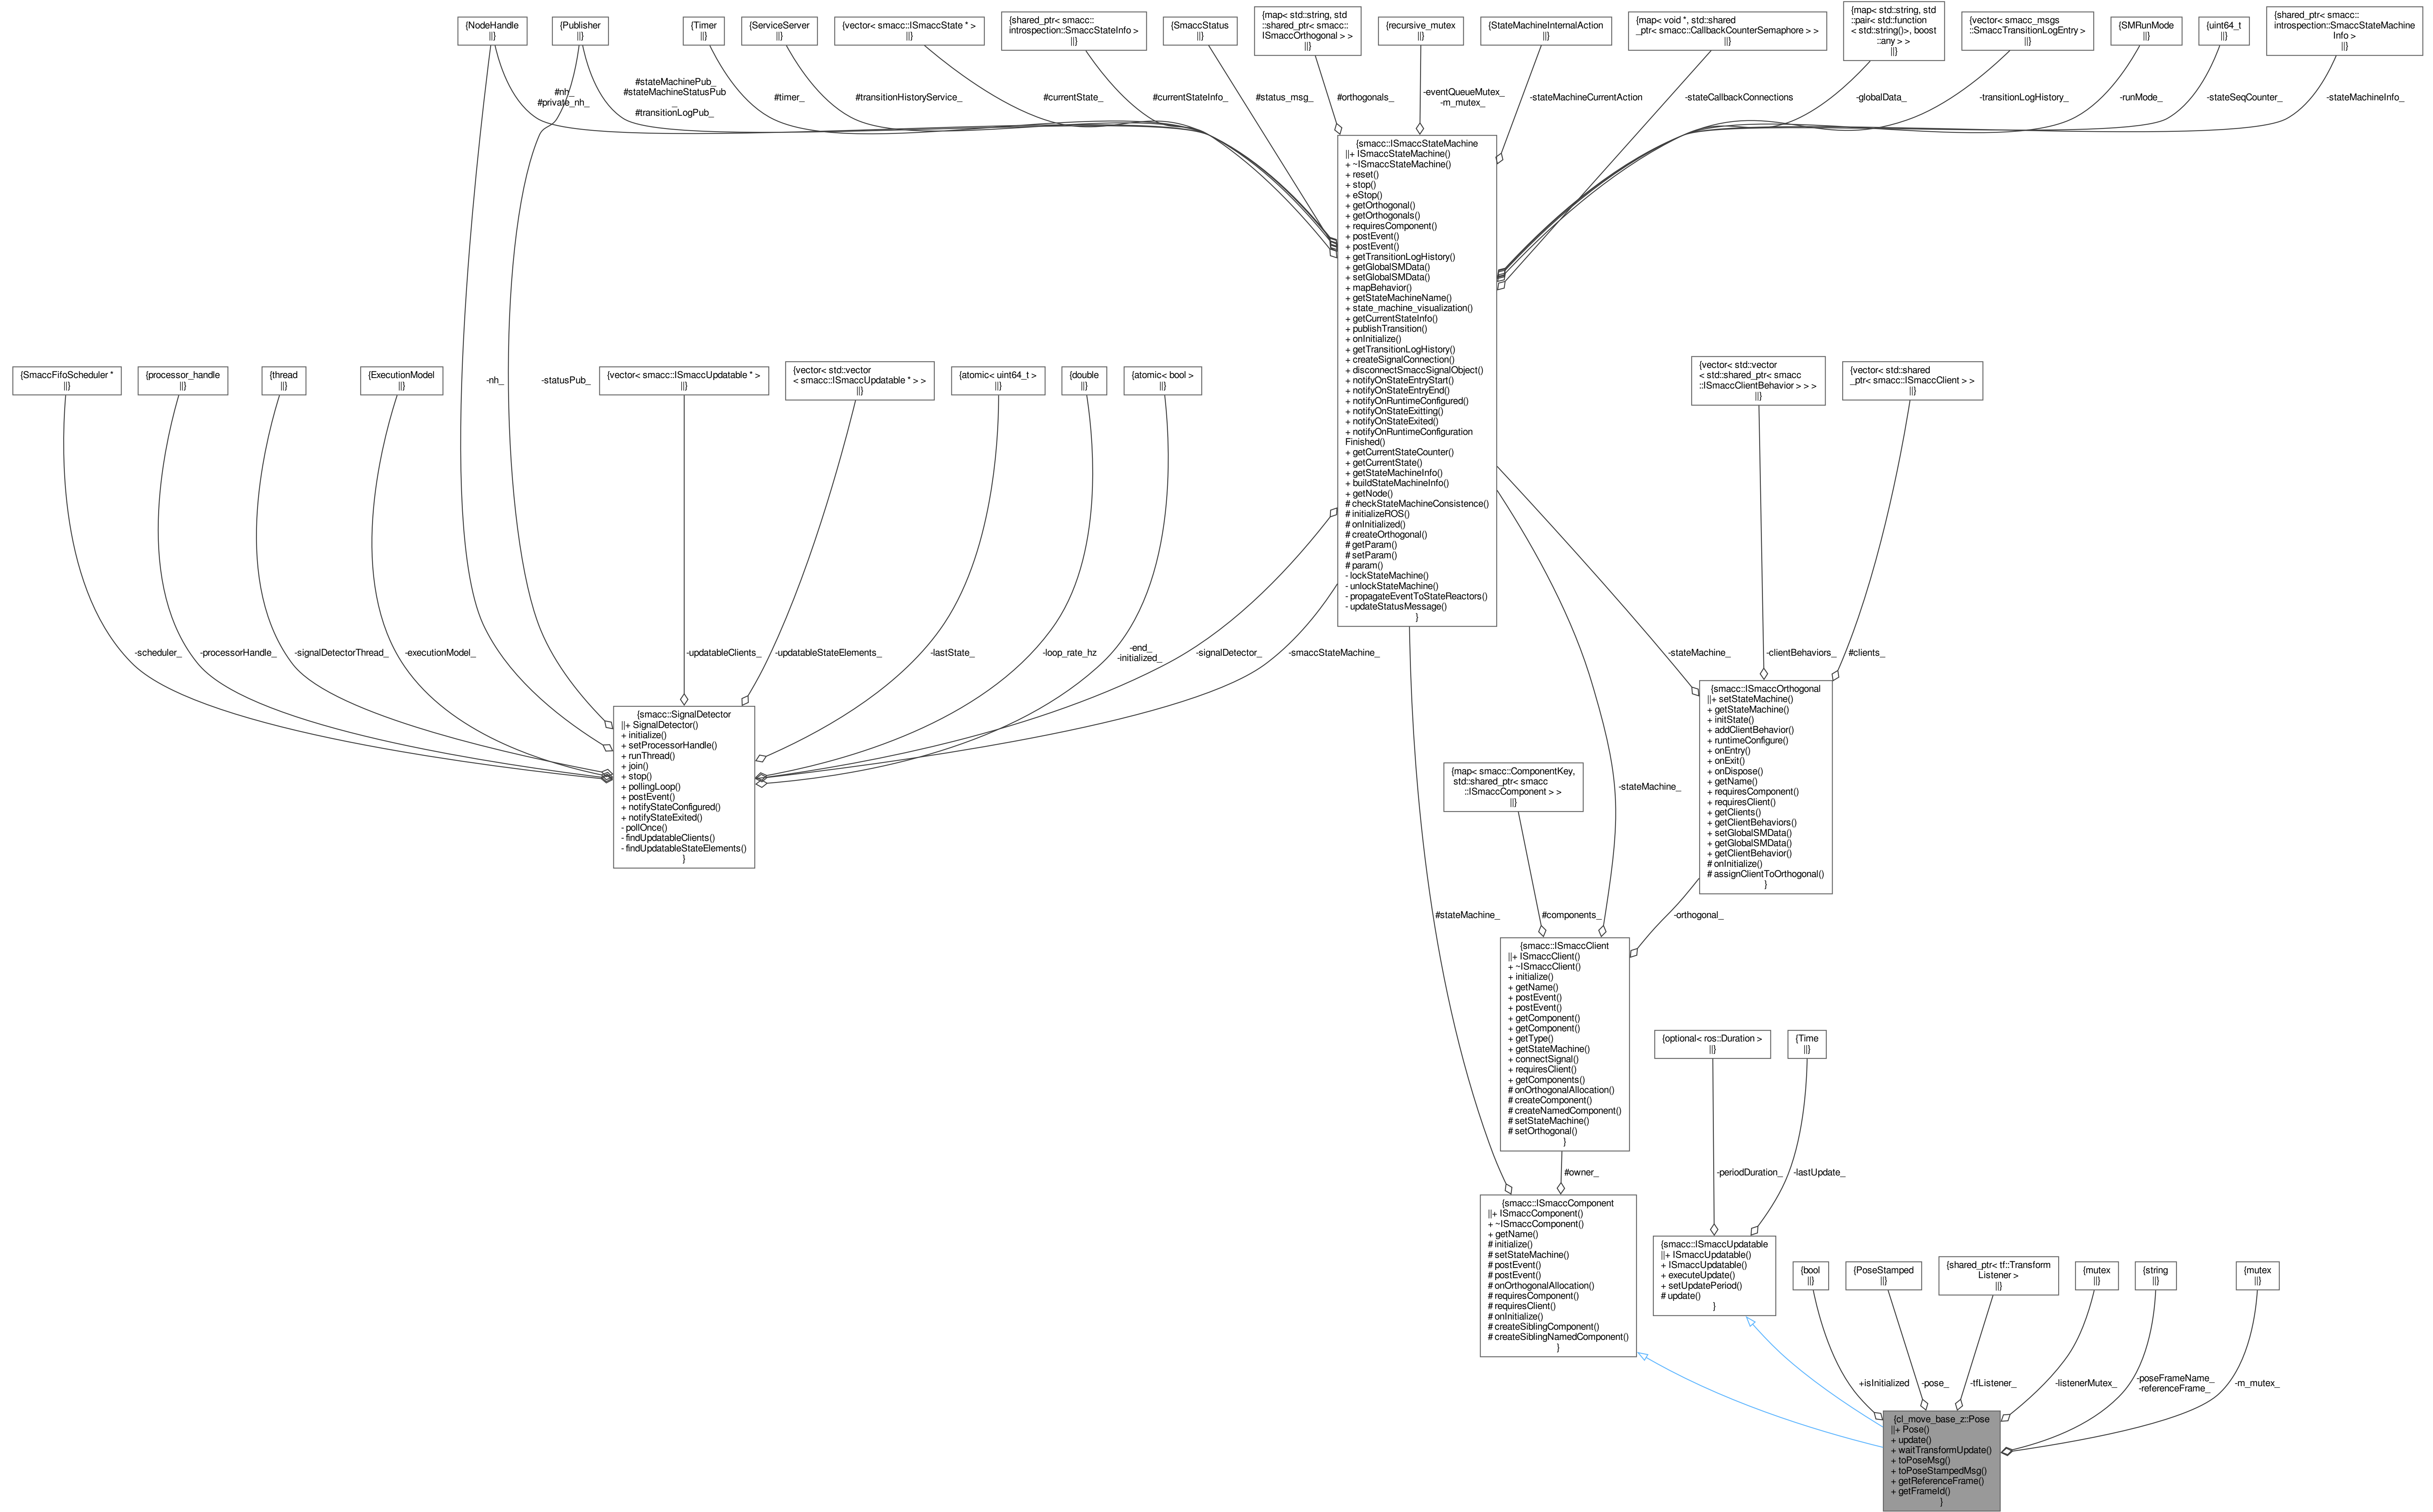 {NodeHandle
||}
{Publisher
||}
{Timer
||}
{ServiceServer
||}
{vector< smacc::ISmaccState * >
||}
{shared_ptr< smacc::
introspection::SmaccStateInfo >
||}
{SmaccStatus
||}
{map< std::string, std
::shared_ptr< smacc::
ISmaccOrthogonal > >
||}
{recursive_mutex
||}
{StateMachineInternalAction
||}
{map< void *, std::shared
_ptr< smacc::CallbackCounterSemaphore > >
||}
{map< std::string, std
::pair< std::function
< std::string()>, boost
::any > >
||}
{vector< smacc_msgs
::SmaccTransitionLogEntry >
||}
{SMRunMode
||}
{uint64_t
||}
{shared_ptr< smacc::
introspection::SmaccStateMachine
Info >
||}
#nh_
#private_nh_
#stateMachinePub_
#stateMachineStatusPub
_
#transitionLogPub_
#timer_
#transitionHistoryService_
#currentState_
#currentStateInfo_
#status_msg_
#orthogonals_
-eventQueueMutex_
-m_mutex_
-stateMachineCurrentAction
-stateCallbackConnections
-globalData_
-transitionLogHistory_
-runMode_
-stateSeqCounter_
-stateMachineInfo_
{smacc::ISmaccStateMachine
||+ ISmaccStateMachine()
+ ~ISmaccStateMachine()
+ reset()
+ stop()
+ eStop()
+ getOrthogonal()
+ getOrthogonals()
+ requiresComponent()
+ postEvent()
+ postEvent()
+ getTransitionLogHistory()
+ getGlobalSMData()
+ setGlobalSMData()
+ mapBehavior()
+ getStateMachineName()
+ state_machine_visualization()
+ getCurrentStateInfo()
+ publishTransition()
+ onInitialize()
+ getTransitionLogHistory()
+ createSignalConnection()
+ disconnectSmaccSignalObject()
+ notifyOnStateEntryStart()
+ notifyOnStateEntryEnd()
+ notifyOnRuntimeConfigured()
+ notifyOnStateExitting()
+ notifyOnStateExited()
+ notifyOnRuntimeConfiguration
Finished()
+ getCurrentStateCounter()
+ getCurrentState()
+ getStateMachineInfo()
+ buildStateMachineInfo()
+ getNode()
# checkStateMachineConsistence()
# initializeROS()
# onInitialized()
# createOrthogonal()
# getParam()
# setParam()
# param()
- lockStateMachine()
- unlockStateMachine()
- propagateEventToStateReactors()
- updateStatusMessage()
}
{SmaccFifoScheduler *
||}
{processor_handle
||}
{thread
||}
{ExecutionModel
||}
-nh_
-statusPub_
{vector< smacc::ISmaccUpdatable * >
||}
{vector< std::vector
< smacc::ISmaccUpdatable * > >
||}
{atomic< uint64_t >
||}
{double
||}
{atomic< bool >
||}
{vector< std::vector
< std::shared_ptr< smacc
::ISmaccClientBehavior > > >
||}
{vector< std::shared
_ptr< smacc::ISmaccClient > >
||}
-scheduler_
-processorHandle_
-signalDetectorThread_
-executionModel_
-updatableClients_
-updatableStateElements_
-lastState_
-loop_rate_hz
-end_
-initialized_
-signalDetector_
-smaccStateMachine_
-stateMachine_
-clientBehaviors_
#clients_
{smacc::SignalDetector
||+ SignalDetector()
+ initialize()
+ setProcessorHandle()
+ runThread()
+ join()
+ stop()
+ pollingLoop()
+ postEvent()
+ notifyStateConfigured()
+ notifyStateExited()
- pollOnce()
- findUpdatableClients()
- findUpdatableStateElements()
}
{smacc::ISmaccOrthogonal
||+ setStateMachine()
+ getStateMachine()
+ initState()
+ addClientBehavior()
+ runtimeConfigure()
+ onEntry()
+ onExit()
+ onDispose()
+ getName()
+ requiresComponent()
+ requiresClient()
+ getClients()
+ getClientBehaviors()
+ setGlobalSMData()
+ getGlobalSMData()
+ getClientBehavior()
# onInitialize()
# assignClientToOrthogonal()
}
{map< smacc::ComponentKey,
std::shared_ptr< smacc
::ISmaccComponent > >
||}
-stateMachine_
#stateMachine_
#components_
-orthogonal_
{smacc::ISmaccClient
||+ ISmaccClient()
+ ~ISmaccClient()
+ initialize()
+ getName()
+ postEvent()
+ postEvent()
+ getComponent()
+ getComponent()
+ getType()
+ getStateMachine()
+ connectSignal()
+ requiresClient()
+ getComponents()
# onOrthogonalAllocation()
# createComponent()
# createNamedComponent()
# setStateMachine()
# setOrthogonal()
}
{optional< ros::Duration >
||}
{Time
||}
#owner_
-periodDuration_
-lastUpdate_
{smacc::ISmaccComponent
||+ ISmaccComponent()
+ ~ISmaccComponent()
+ getName()
# initialize()
# setStateMachine()
# postEvent()
# postEvent()
# onOrthogonalAllocation()
# requiresComponent()
# requiresClient()
# onInitialize()
# createSiblingComponent()
# createSiblingNamedComponent()
}
{smacc::ISmaccUpdatable
||+ ISmaccUpdatable()
+ ISmaccUpdatable()
+ executeUpdate()
+ setUpdatePeriod()
# update()
}
{bool
||}
{PoseStamped
||}
{shared_ptr< tf::Transform
Listener >
||}
{mutex
||}
{string
||}
{mutex
||}
+isInitialized
-pose_
-tfListener_
-listenerMutex_
-poseFrameName_
-referenceFrame_
-m_mutex_
{cl_move_base_z::Pose
||+ Pose()
+ update()
+ waitTransformUpdate()
+ toPoseMsg()
+ toPoseStampedMsg()
+ getReferenceFrame()
+ getFrameId()
}